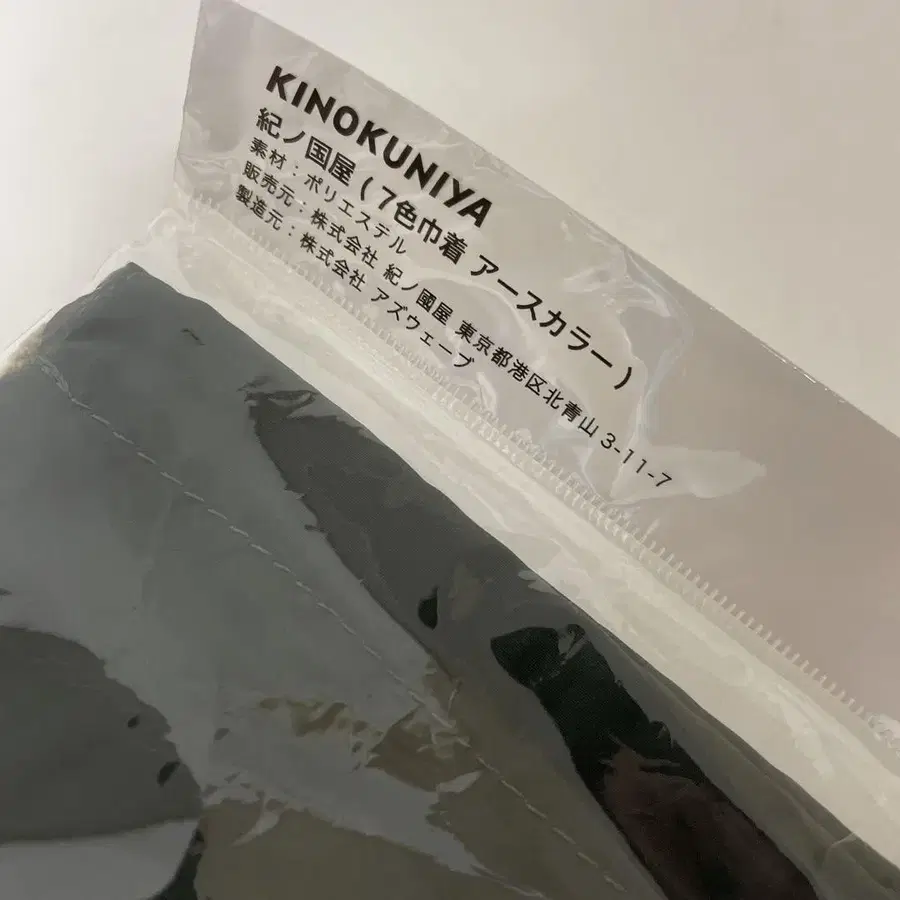 KINOKUNIYA
紀ノ国屋 ( 7色巾着 アースカラー )
素材：ポリエステル
販売元：株式会社 紀ノ國屋 東京都港区北青山 3-11-7
製造元：株式会社 アズウェーブ